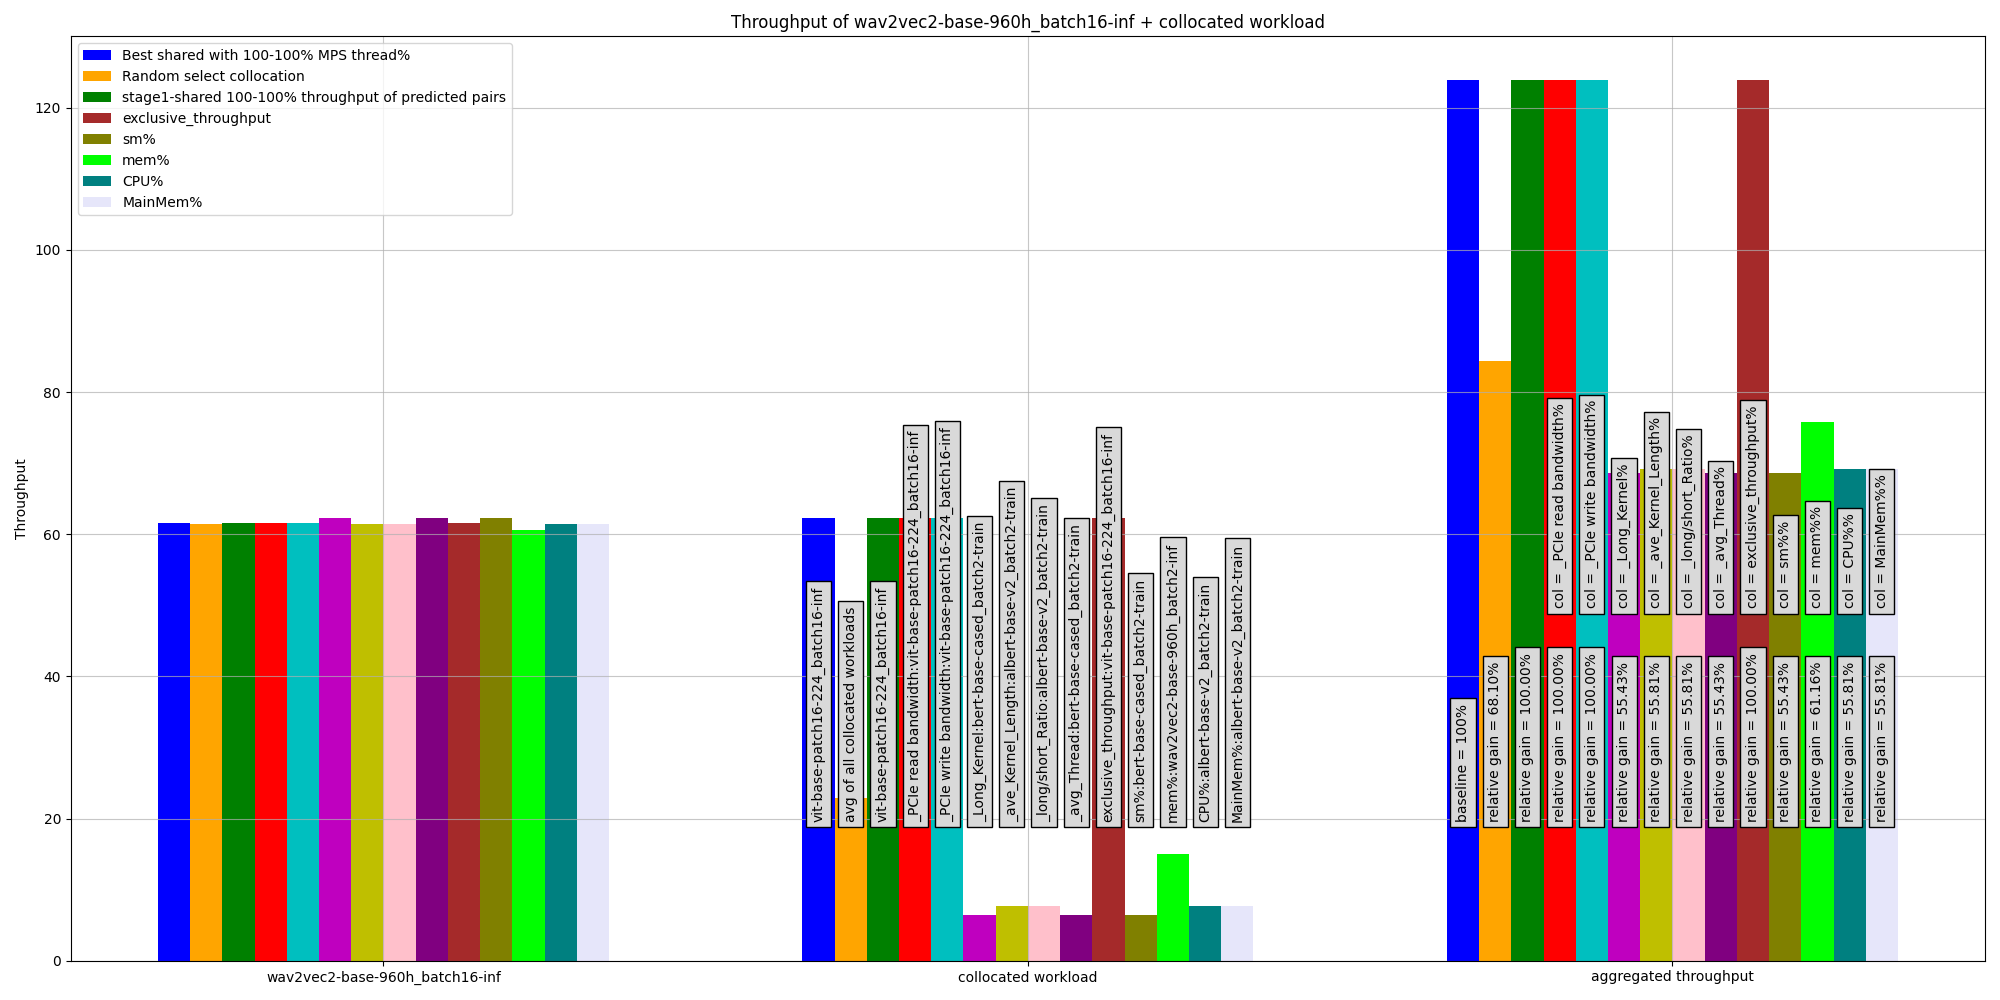 Throughput of wav2vec2-base-960h_batch16-inf + collocated workload
Best shared with 100-100% MPS thread%
Random select collocation
stage1-shared 100-100% throughput of predicted pairs
exclusive_throughput
sm%
mem%
CPU%
MainMem%
Throughput
120
100
80
60
40
20
0
vit-base-patch16-224_batch16-inf
avg of all collocated workloads
vit-base-patch16-224_batch16-inf
_PCIe read bandwidth:vit-base-patch16-224_batch16-inf
_PCIe write bandwidth:vit-base-patch16-224_batch16-inf
_Long_Kernel:bert-base-cased_batch2-train
_ave_Kernel_Length:albert-base-v2_batch2-train
_long/short_Ratio:albert-base-v2_batch2-train
_avg_Thread:bert-base-cased_batch2-train
exclusive_throughput:vit-base-patch16-224_batch16-inf
sm%:bert-base-cased_batch2-train
mem%:wav2vec2-base-960h_batch2-inf
CPU%:albert-base-v2_batch2-train
MainMem%:albert-base-v2_batch2-train
col = _PCIe read bandwidth%
col = _PCIe write bandwidth%
col = _Long_Kernel%
col = _ave_Kernel_Length%
col = _long/short_Ratio%
col = _avg_Thread%
col = exclusive_throughput%
col = sm%%
col = mem%%
col = CPU%%
col = MainMem%%
baseline = 100%
relative gain = 68.10%
relative gain = 100.00%
relative gain = 100.00%
relative gain = 100.00%
relative gain = 55.43%
relative gain = 55.81%
relative gain = 55.81%
relative gain = 55.43%
relative gain = 100.00%
relative gain = 55.43%
relative gain = 61.16%
relative gain = 55.81%
relative gain = 55.81%
wav2vec2-base-960h_batch16-inf
collocated workload
aggregated throughput